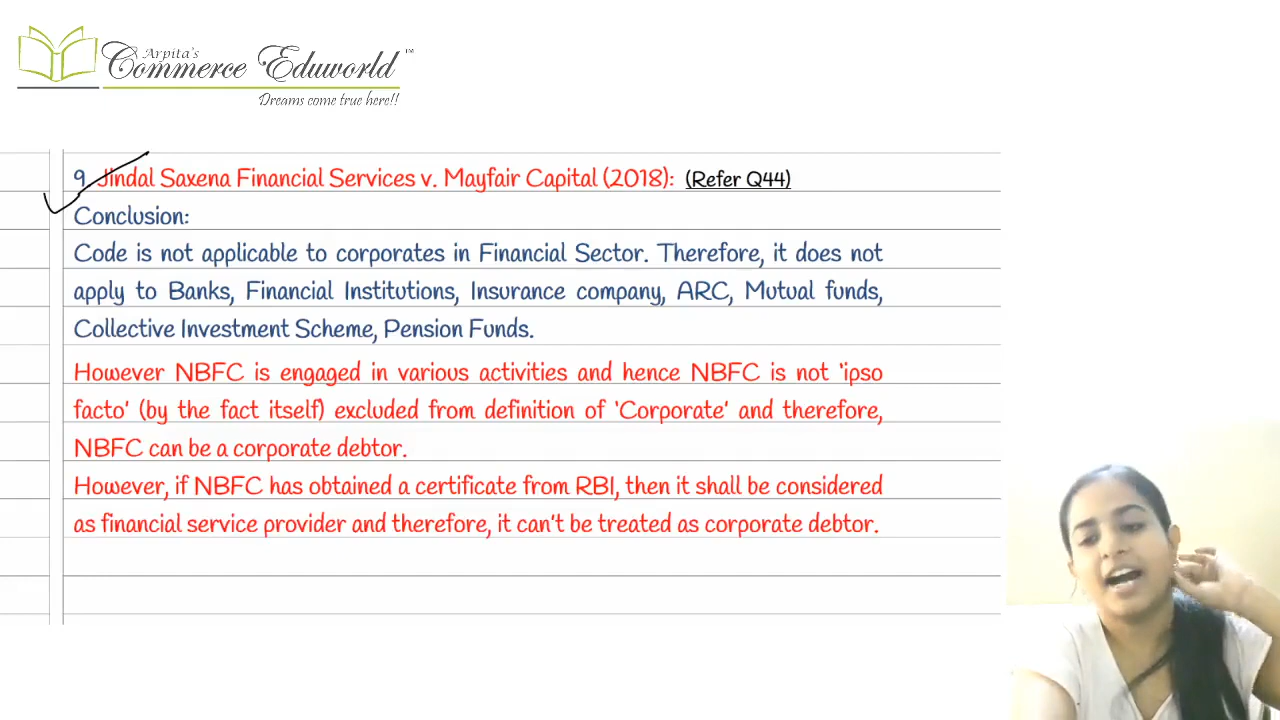 Arpita's
Commerce Eduworld™
Dreams come true here!!
9. Jindal Saxena Financial Services v. Mayfair Capital (2018): (Refer Q44)
Conclusion:
Code is not applicable to corporates in Financial Sector. Therefore, it does not
apply to Banks, Financial Institutions, Insurance company, ARC, Mutual funds,
Collective Investment Scheme, Pension Funds.
However NBFC is engaged in various activities and hence NBFC is not 'ipso
facto' (by the fact itself) excluded from definition of 'Corporate' and therefore,
NBFC can be a corporate debtor.
However, if NBFC has obtained a certificate from RBI, then it shall be considered
as financial service provider and therefore, it can't be treated as corporate debtor.